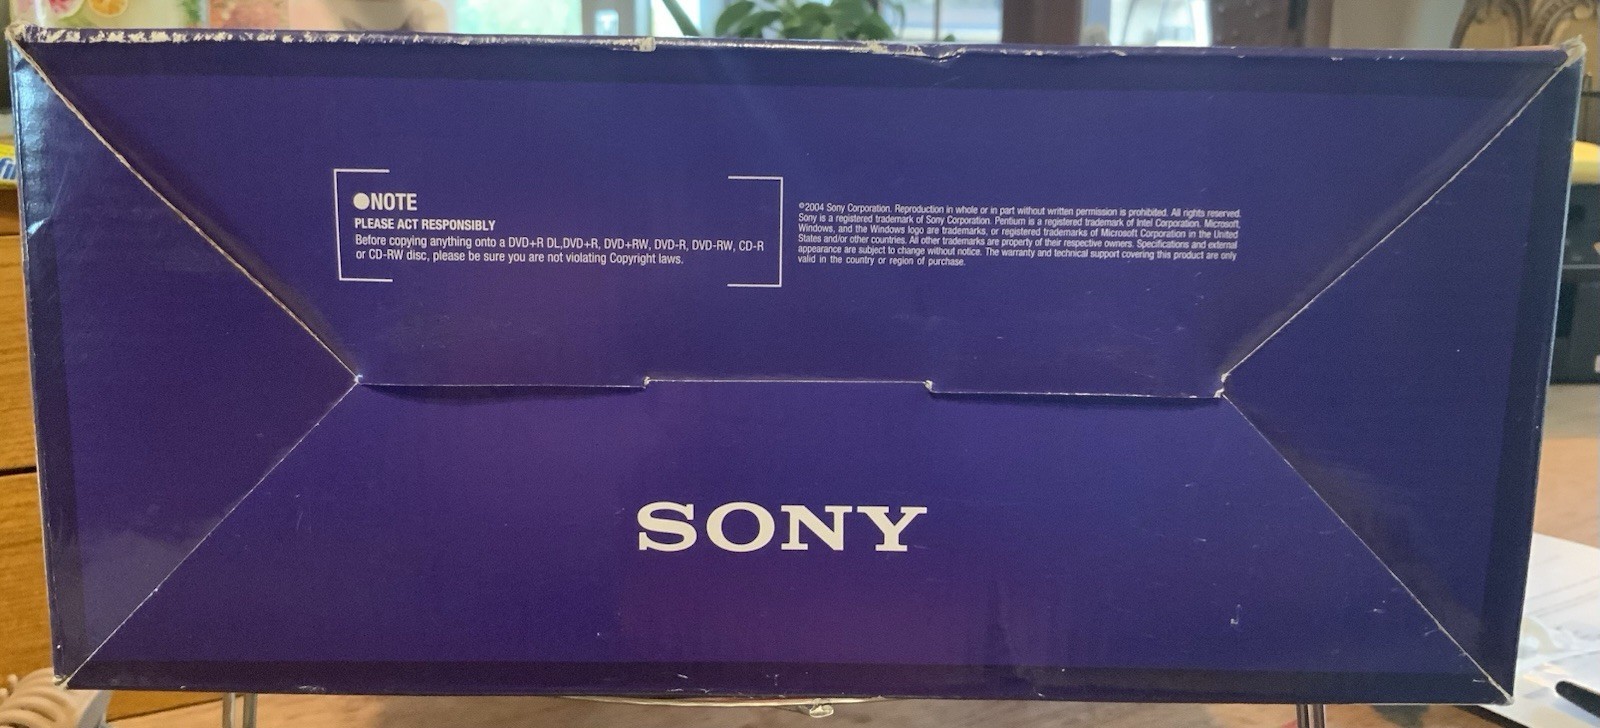 ●NOTE
PLEASE ACT RESPONSIBLY
Before copying anything onto a DVD+R DL,DVD+R, DVD+RW, DVD-R, DVD-RW, CD-R
or CD-RW disc, please be sure you are not violating Copyright laws.
©2004 Sony Corporation. Reproduction in whole or in part without written permission is prohibited. All rights reserved.
Sony is a registered trademark of Sony Corporation. Pentium is a registered trademark of Intel Corporation. Microsoft,
Windows, and the Windows logo are trademarks, or registered trademarks of Microsoft Corporation in the United
States and/or other countries. All other trademarks are property of their respective owners. Specifications and external
appearance are subject to change without notice. The warranty and technical support covering this product are only
valid in the country or region of purchase.
SONY